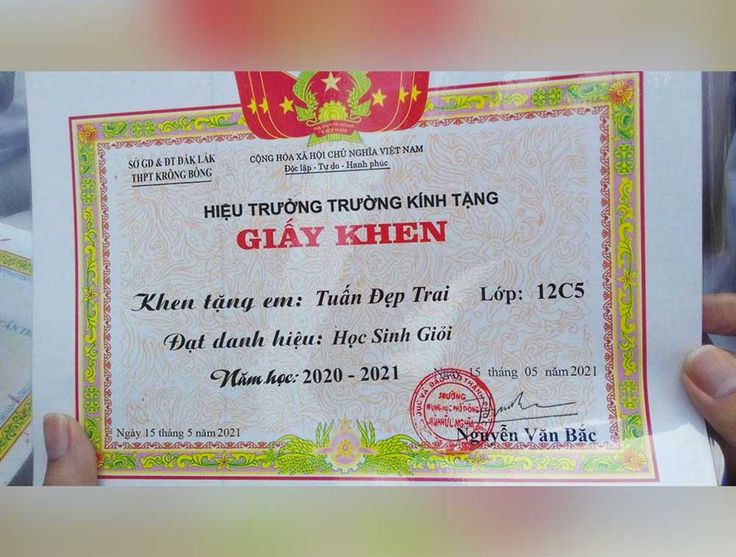 SỞ GD & ĐT ĐẮK LẮK
THPT KRÔNG BÔNG
CỘNG HÒA XÃ HỘI CHỦ NGHĨA VIỆT NAM
Độc lập - Tự do - Hạnh phúc
HIỆU TRƯỞNG TRƯỜNG KÍNH TẶNG
GIẤY KHEN
Khen tặng em: Tuấn Đẹp Trai Lớp: 12C5
Đạt danh hiệu: Học Sinh Giỏi
Năm học: 2020 - 2021
Ngày 15 tháng 05 năm 2021
TRƯỜNG
Nguyễn Văn Bắc
Ngày 15 tháng 5 năm 2021